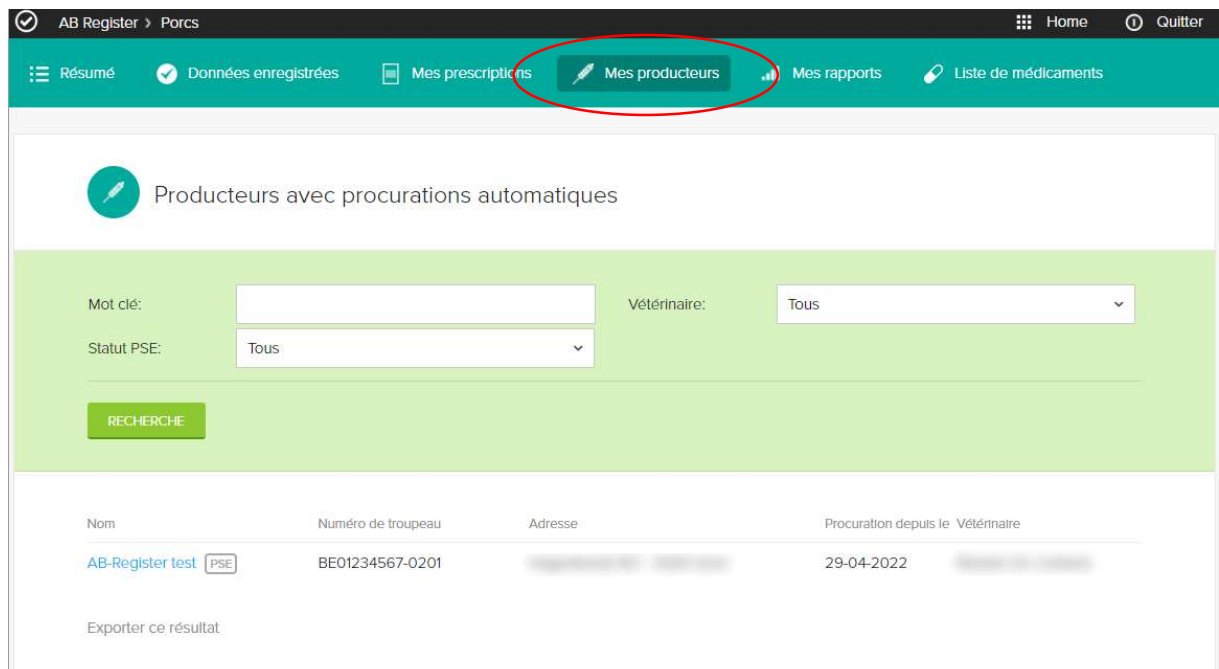 AB Register > Porcs Home Quitter
Résumé Données enregistrées Mes prescriptions Mes producteurs Mes rapports Liste de médicaments
Producteurs avec procurations automatiques
Mot clé: Vétérinaire: Tous
Statut PSE: Tous
RECHERCHE
Nom Numéro de troupeau Adresse Procuration depuis le Vétérinaire
AB-Register test PSE BE01234567-0201 29-04-2022
Exporter ce résultat